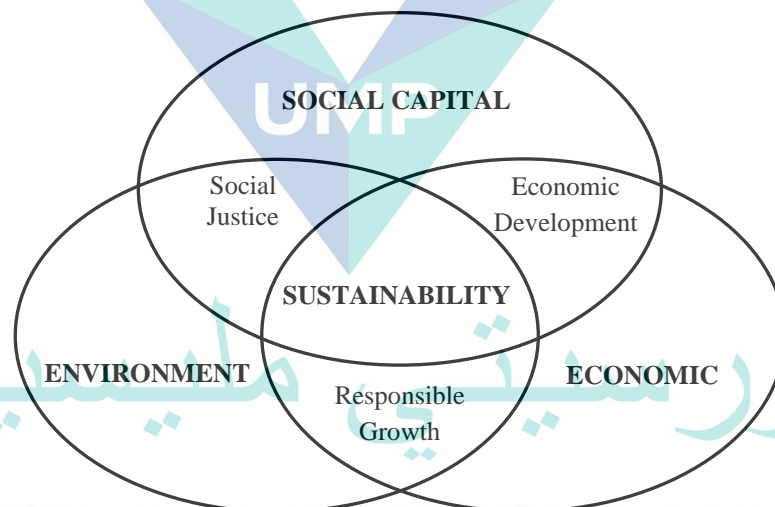 UMP
SOCIAL CAPITAL
Social
Justice
Economic
Development
SUSTAINABILITY
ENVIRONMENT
ECONOMIC
Responsible
Growth